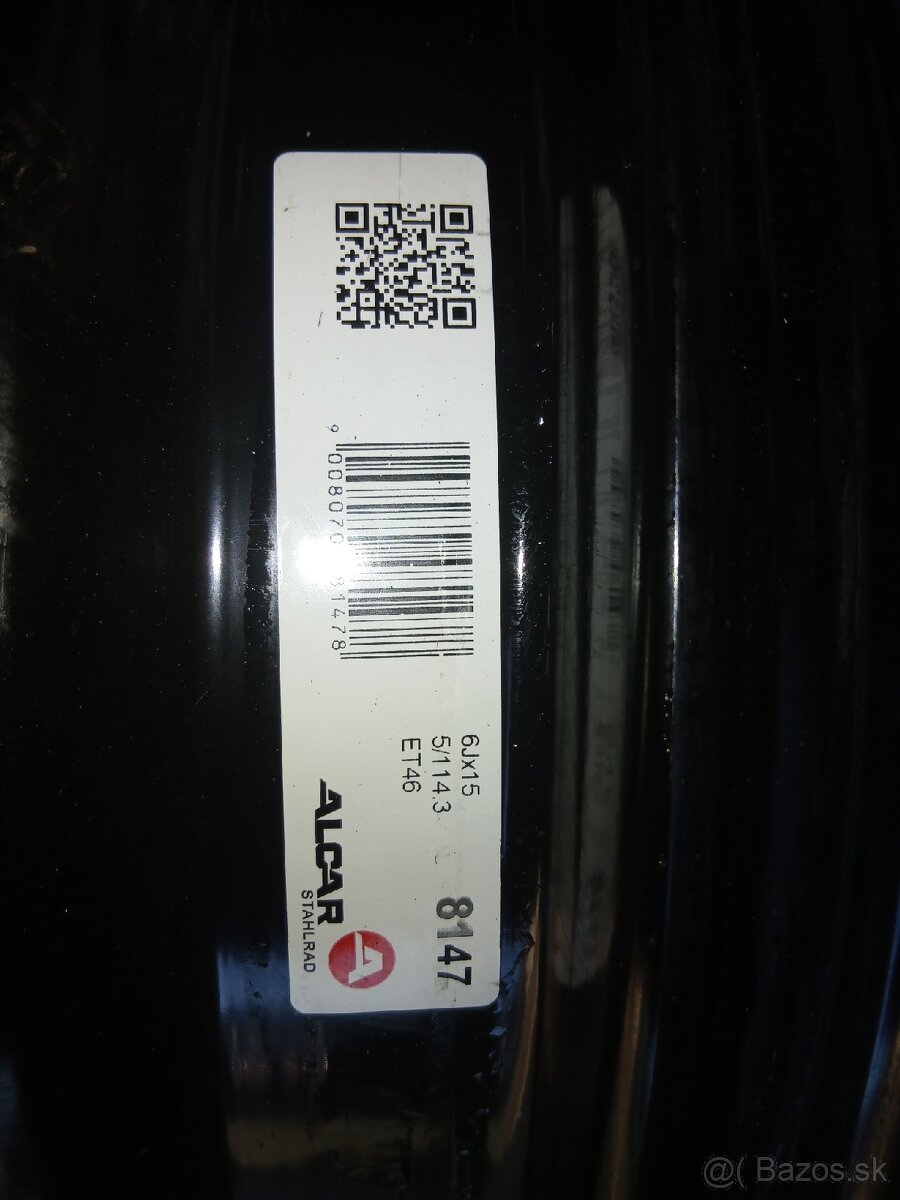 9 008070 81478
6Jx15
5/114.3
ET46
8147
ALCAR
STAHLRAD
@( Bazos.sk